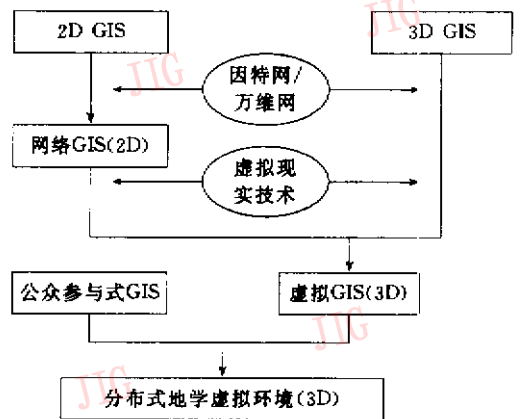 2D GIS
3D GIS
因特网/
万维网
网络GIS(2D)
虚拟现
实技术
公众参与式GIS
虚拟GIS(3D)
分布式地学虚拟环境(3D)
JIG
JIG
JIG
JIG